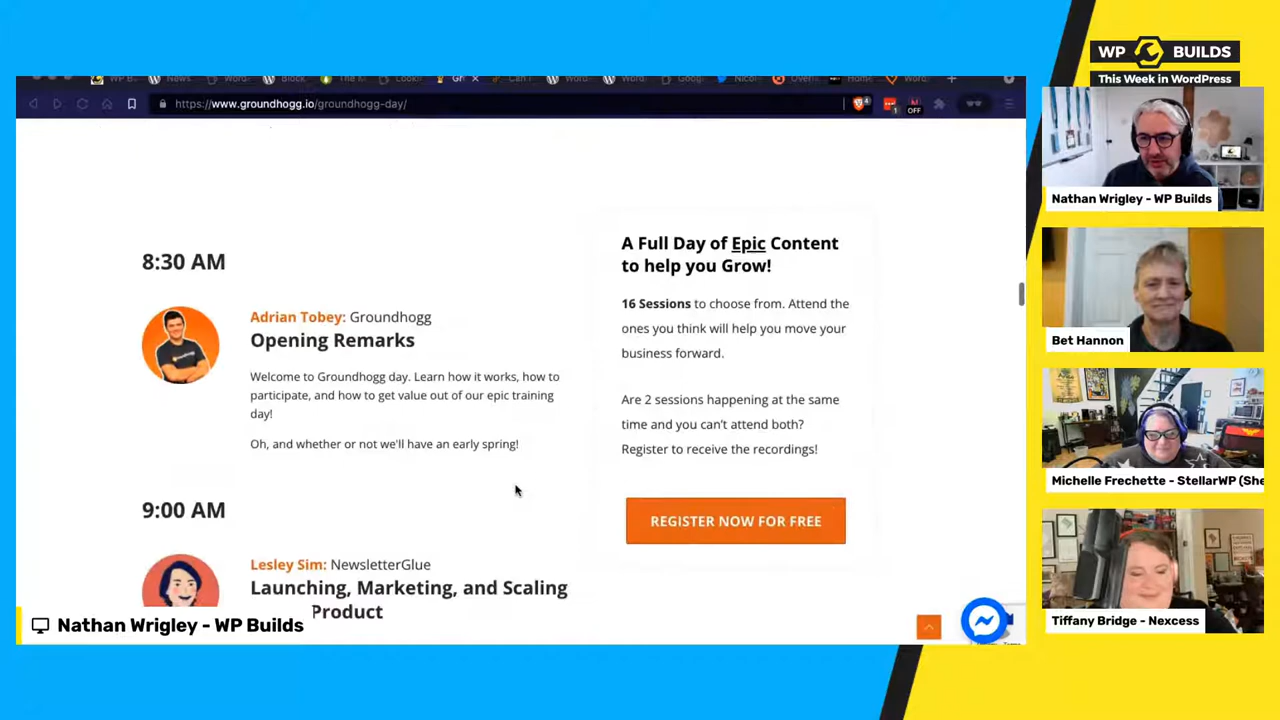 WP BUILDS
This Week in WordPress
https://www.groundhogg.io/groundhogg-day/
OFF
8:30 AM
Adrian Tobey: Groundhogg
Opening Remarks
Welcome to Groundhogg day. Learn how it works, how to
participate, and how to get value out of our epic training
day!
Oh, and whether or not we'll have an early spring!
9:00 AM
Lesley Sim: NewsletterGlue
Launching, Marketing, and Scaling
Product
A Full Day of Epic Content
to help you Grow!
16 Sessions to choose from. Attend the
ones you think will help you move your
business forward.
Are 2 sessions happening at the same
time and you can't attend both?
Register to receive the recordings!
REGISTER NOW FOR FREE
Nathan Wrigley - WP Builds
Nathan Wrigley - WP Builds
Bet Hannon
Michelle Frechette - StellarWP (She
Tiffany Bridge - Nexcess